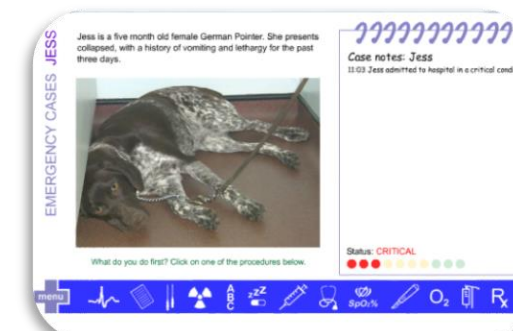 EMERGENCY CASES JESS
Jess is a five month old female German Pointer. She presents
collapsed, with a history of vomiting and lethargy for the past
three days.
What do you do first? Click on one of the procedures below.
Case notes: Jess
11:03 Jess admitted to hospital in a critical cond
Status: CRITICAL
menu
A
B
C
zzZ
SpO₂%
O₂
Rx